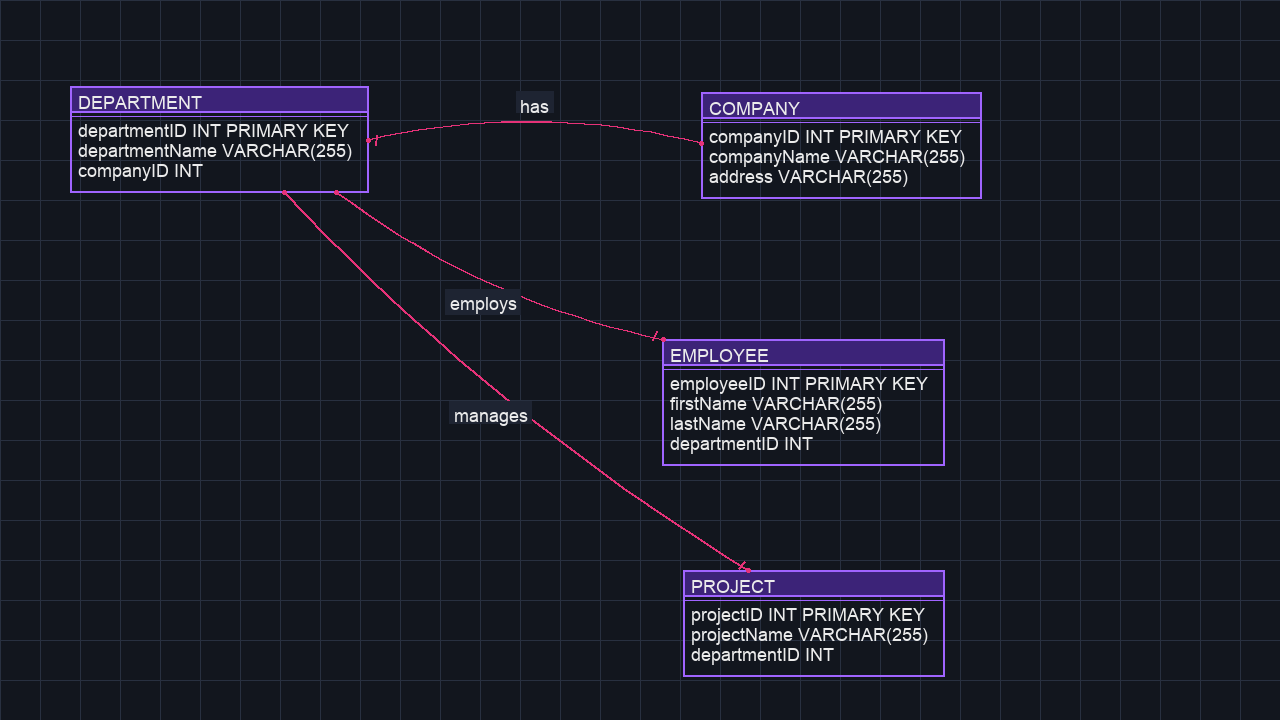 DEPARTMENT
departmentID INT PRIMARY KEY
departmentName VARCHAR(255)
companyID INT
has
COMPANY
companyID INT PRIMARY KEY
companyName VARCHAR(255)
address VARCHAR(255)
employs
EMPLOYEE
employeeID INT PRIMARY KEY
firstName VARCHAR(255)
lastName VARCHAR(255)
departmentID INT
manages
PROJECT
projectID INT PRIMARY KEY
projectName VARCHAR(255)
departmentID INT